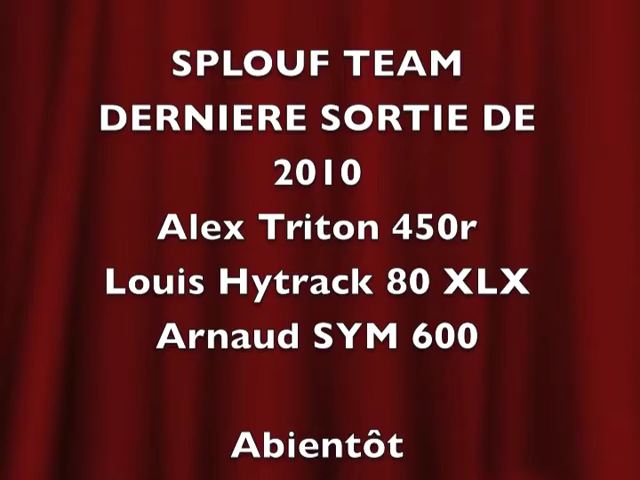 SPLOUF TEAM
DERNIERE SORTIE DE
2010
Alex Triton 450r
Louis Hytrack 80 XLX
Arnaud SYM 600
Abientôt